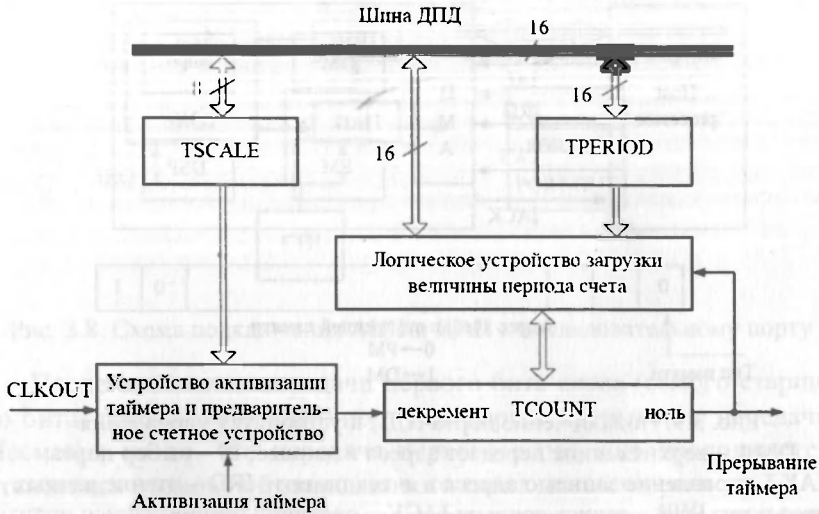 Шина ДПД
16
8
16
16
TSCALE
TPERIOD
Логическое устройство загрузки
величины периода счета
CLKOUT
Устройство активизации
таймера и предваритель-
ное счетное устройство
декремент TCOUNT ноль
Прерывание
таймера
Активизация таймера